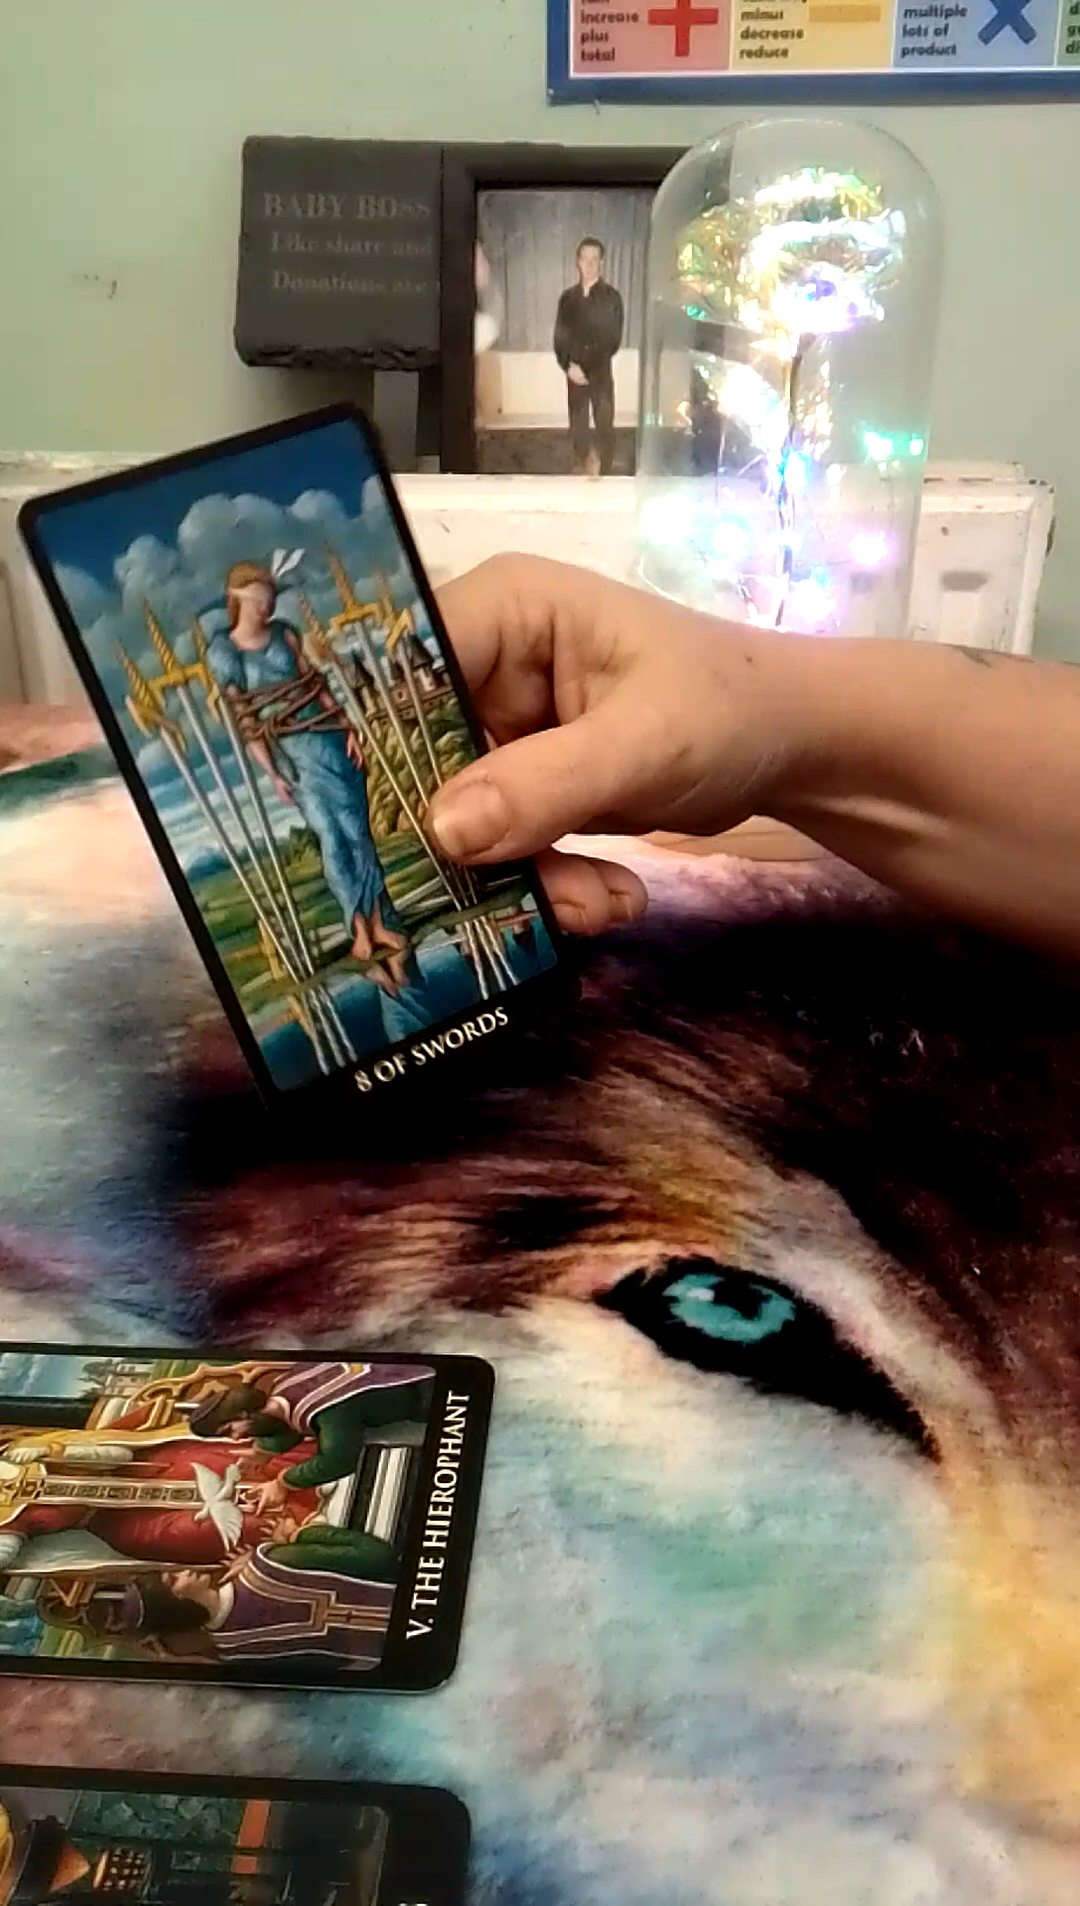 increase
plus
total
minus
decrease
reduce
multiple
lots of
product
BABY BOss
Like share and
Donations are
8 OF SWORDS
V. THE HIEROPHANT